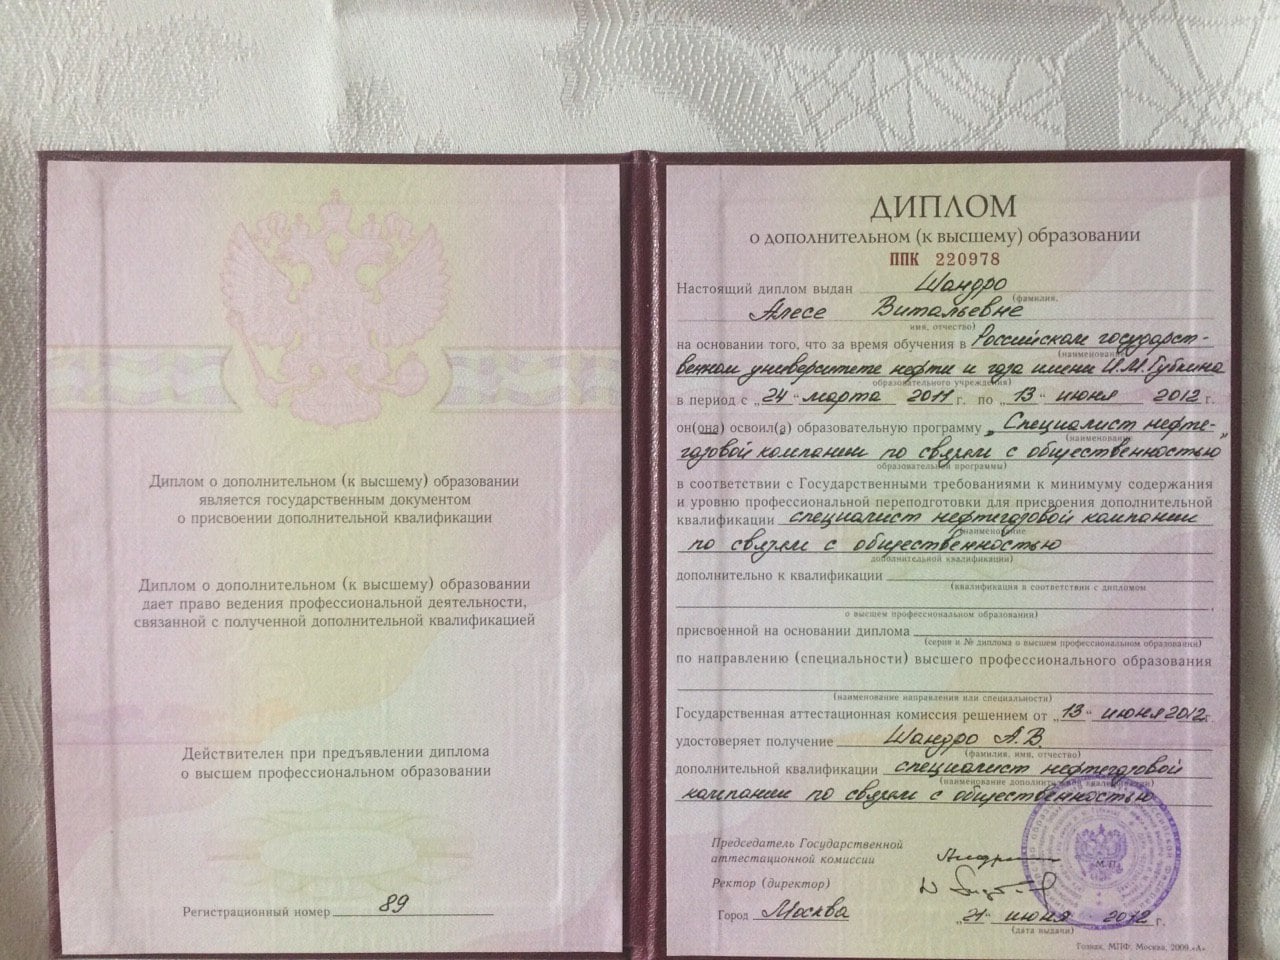 Диплом о дополнительном (к высшему) образовании
является государственным документом
о присвоении дополнительной квалификации
Диплом о дополнительном (к высшему) образовании
дает право ведения профессиональной деятельности,
связанной с полученной дополнительной квалификацией
Действителен при предъявлении диплома
о высшем профессиональном образовании
Регистрационный номер 89
ДИПЛОМ
о дополнительном (к высшему) образовании
ППК 220978
Настоящий диплом выдан Шандро
(фамилия,
Алесе Витальевне
имя, отчество)
на основании того, что за время обучения в Российском государст-
(наименование
венном университете нефти и газа имени И.М.Губкина
образовательного учреждения)
в период с „24“ марта 2011 г. по „13“ июня 2012 г.
он(она) освоил(а) образовательную программу „Специалист нефте-
(наименование
газовой компании по связям с общественностью"
образовательной программы)
в соответствии с Государственными требованиями к минимуму содержания
и уровню профессиональной переподготовки для присвоения дополнительной
квалификации специалист нефтегазовой компании
(наименование
по связям с общественностью
дополнительной квалификации)
дополнительно к квалификации
(квалификация в соответствии с дипломом
о высшем профессиональном образовании)
присвоенной на основании диплома
(серия и № диплома о высшем профессиональном образовании)
по направлению (специальности) высшего профессионального образования
(наименование направления или специальности)
Государственная аттестационная комиссия решением от „13“ июня 2012 г.
удостоверяет получение Шандро А.В.
(фамилия, имя, отчество)
дополнительной квалификации специалист нефтегазовой
(наименование дополнительной квалификации)
компании по связям с общественностью
Председатель Государственной
аттестационной комиссии
М.П.
Ректор (директор)
Город Москва „21“ июня 2012 г.
(дата выдачи)
Гознак, МПФ, Москва, 2009, «А»